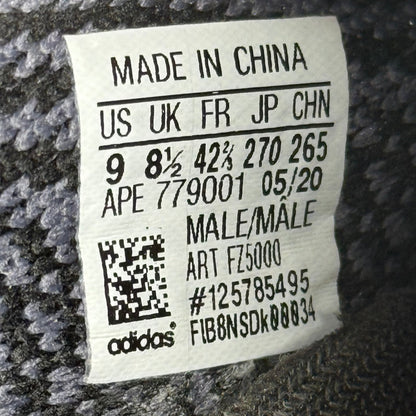 MADE IN CHINA
US UK FR JP CHN
9 8½ 42⅔ 270 265
APE 779001 05/20
MALE/MÂLE
ART FZ5000
#125785495
FIB8NSDk00034
adidas®